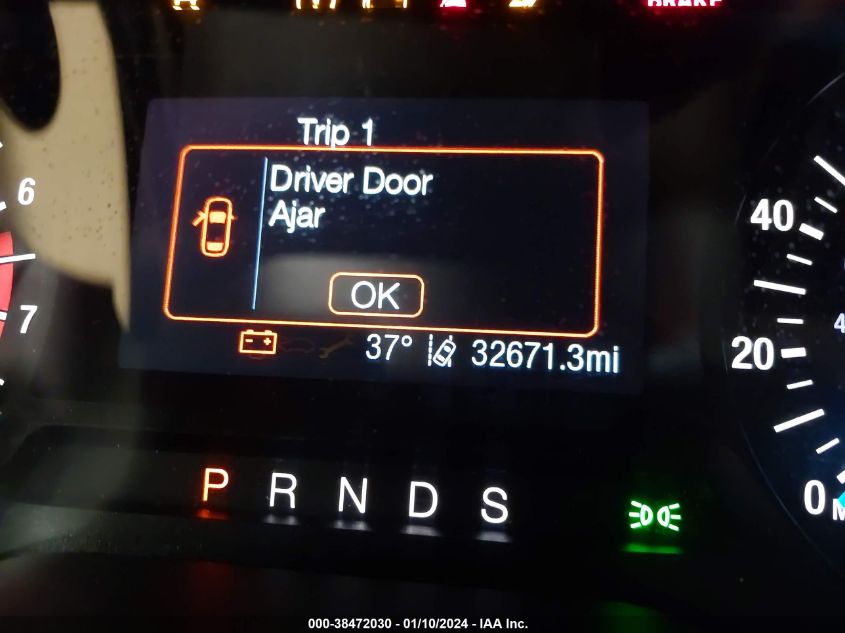 BRAKE
Trip 1
Driver Door
Ajar
OK
37° 32671.3mi
6
7
40
20
0
P R N D S
000-38472030 - 01/10/2024 - IAA Inc.